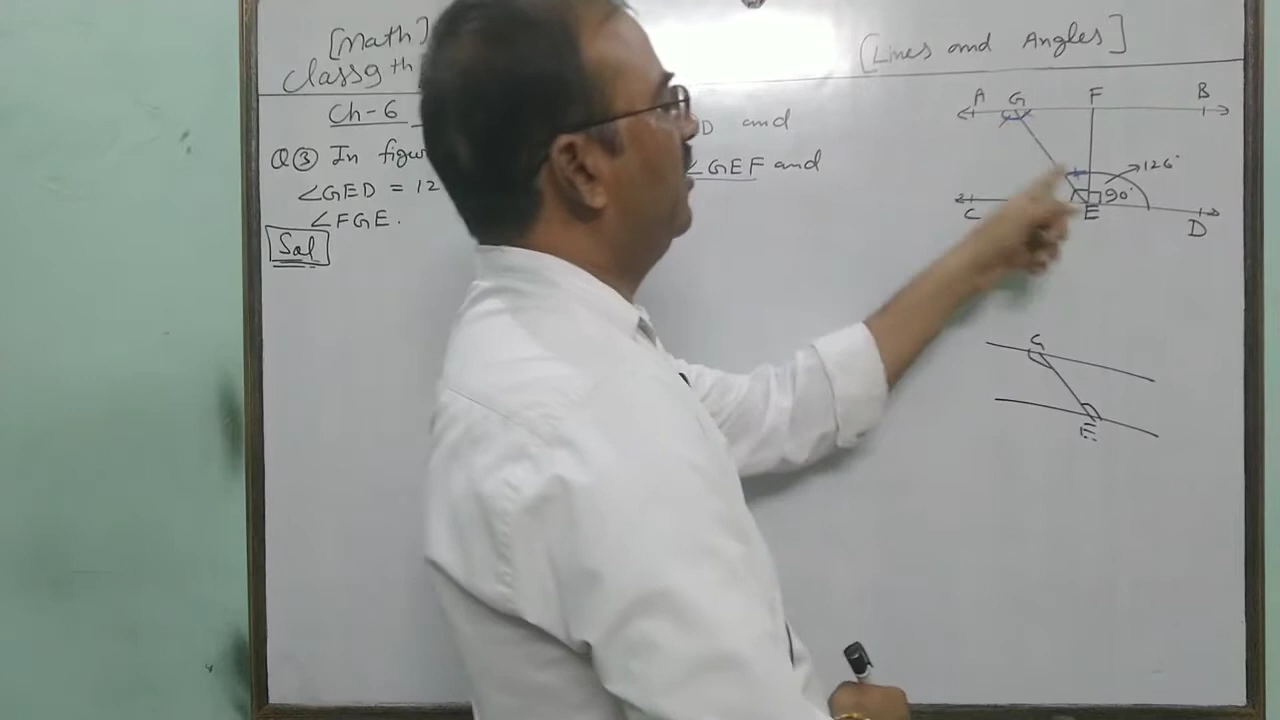 [Math]
[Lines and Angles]
Class 9th
Ch-6
Q③ In figu
D and
∠GEF and
∠GED = 12
∠FGE.
Sol
A G F B
126°
90°
C E D
G
E